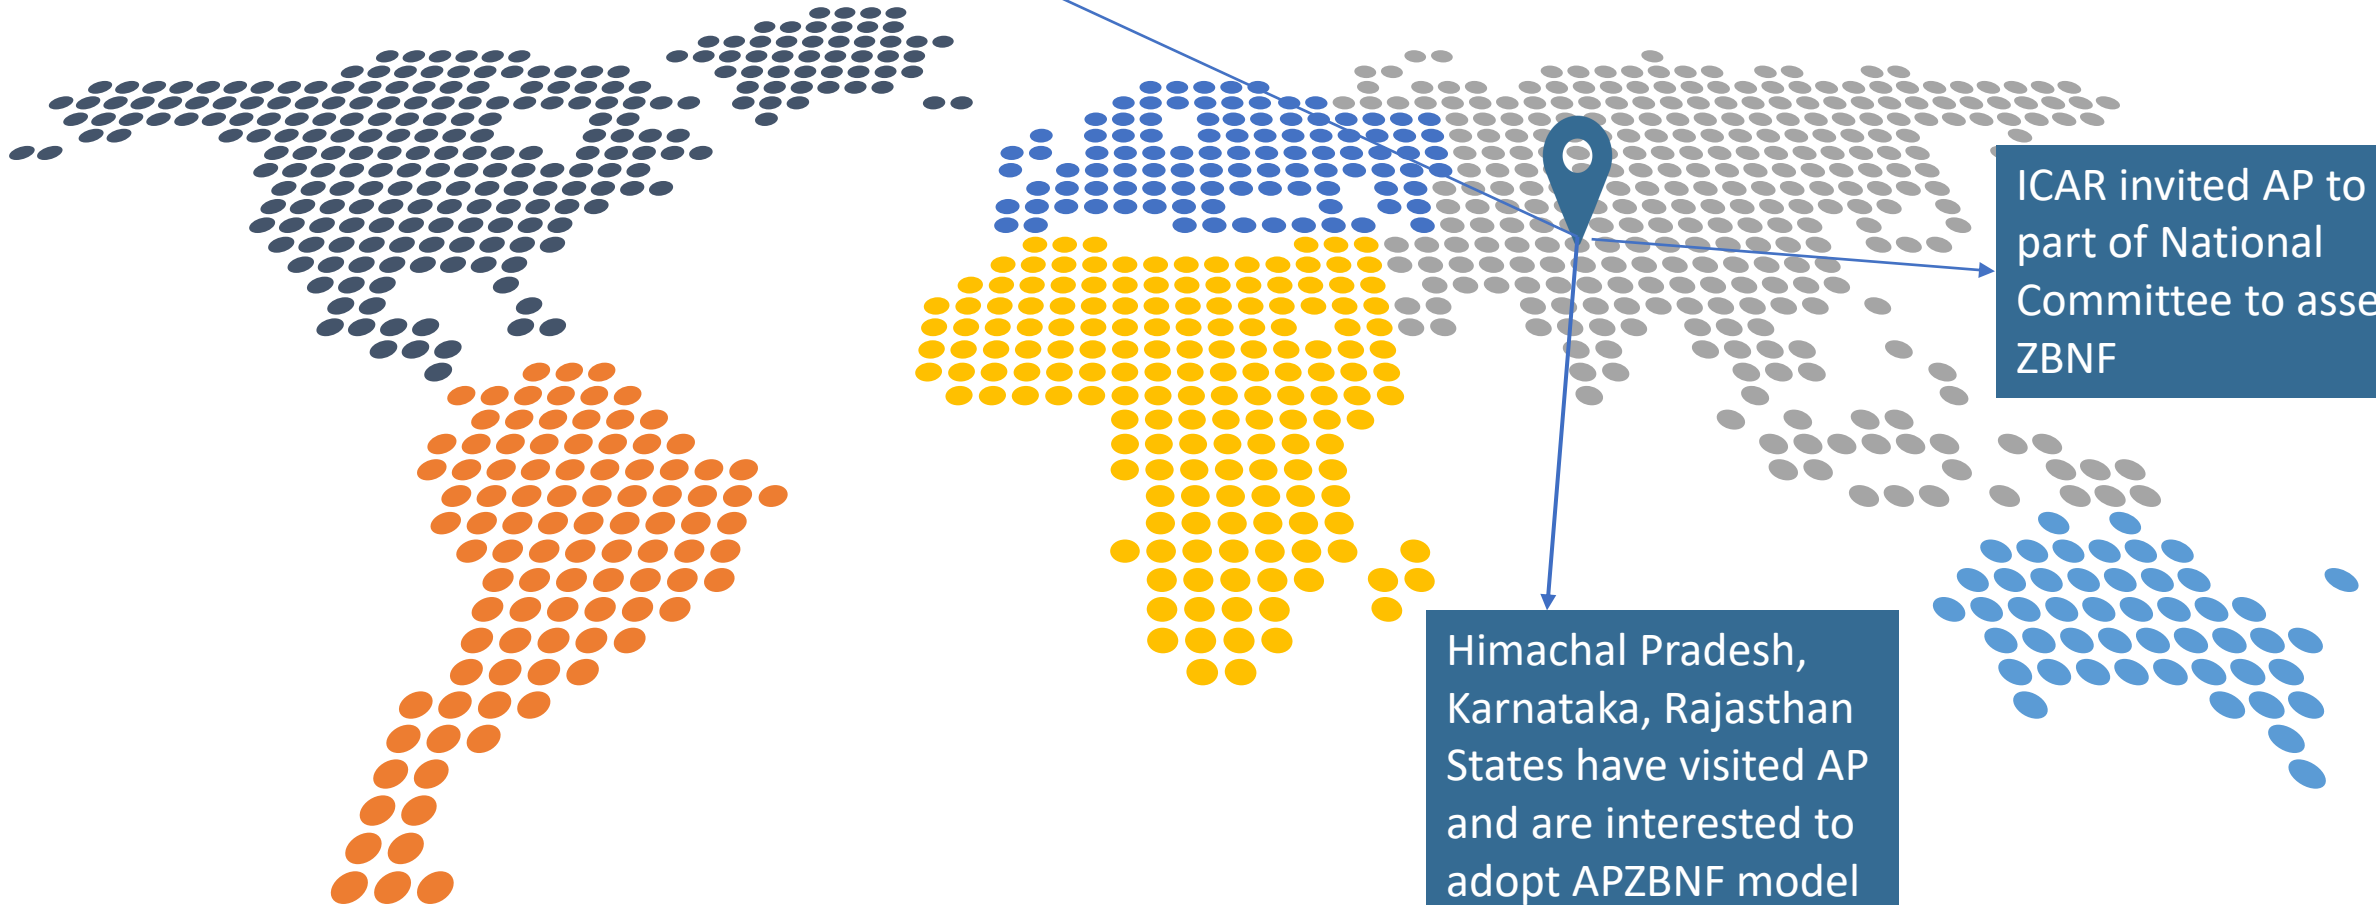 ICAR invited AP to
part of National
Committee to asse
ZBNF
Himachal Pradesh,
Karnataka, Rajasthan
States have visited AP
and are interested to
adopt APZBNF model